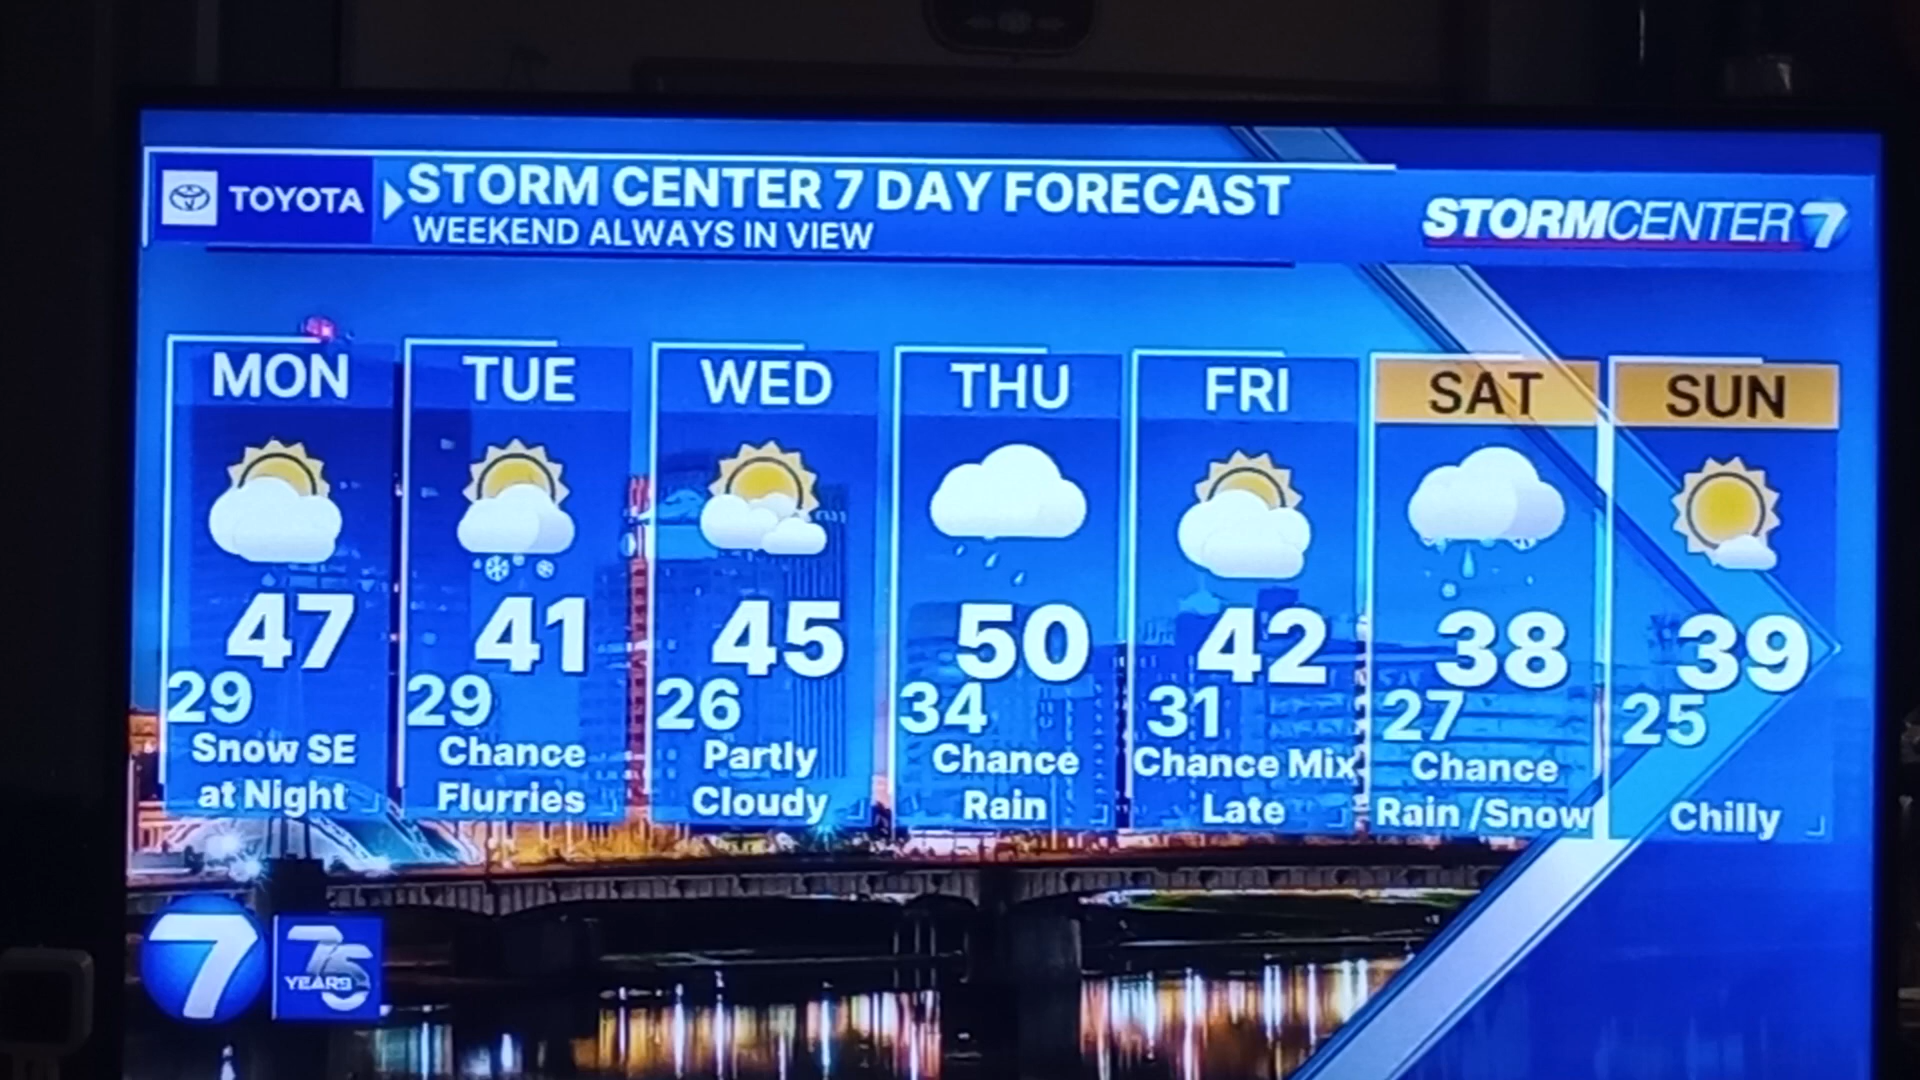 TOYOTA
STORM CENTER 7 DAY FORECAST
WEEKEND ALWAYS IN VIEW
STORMCENTER 7
MON
47
29
Snow SE
at Night
TUE
41
29
Chance
Flurries
WED
45
26
Partly
Cloudy
THU
50
34
Chance
Rain
FRI
42
31
Chance Mix
Late
SAT
38
27
Chance
Rain /Snow
SUN
39
25
Chilly
7
75
YEARS